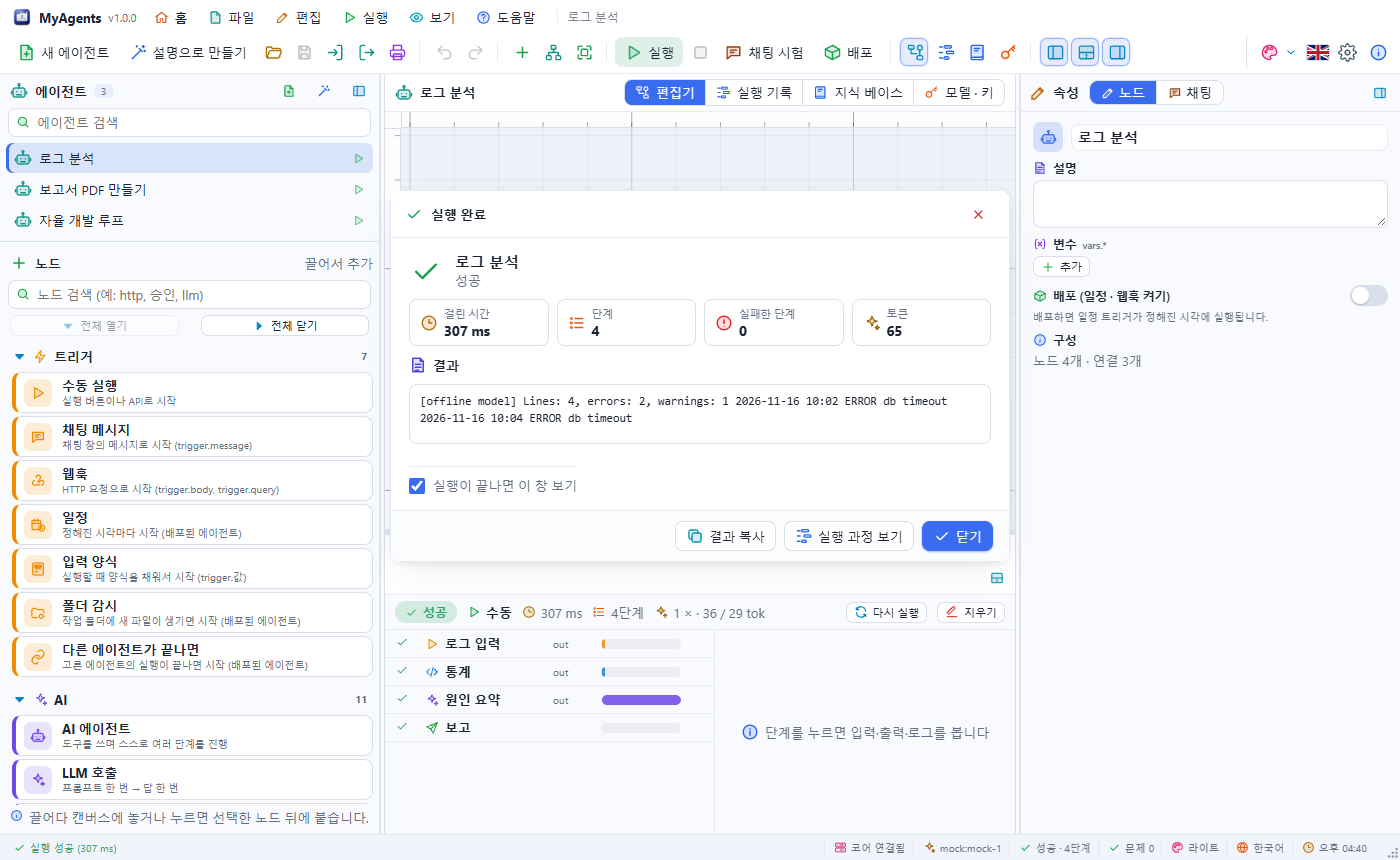 MyAgents v1.0.0 홈 파일 편집 실행 보기 도움말 로그 분석
새 에이전트 설명으로 만들기 실행 채팅 시험 배포
에이전트 3
에이전트 검색
로그 분석
보고서 PDF 만들기
자율 개발 루프
노드 끌어서 추가
노드 검색 (예: http, 승인, llm)
전체 열기 전체 닫기
트리거 7
수동 실행
실행 버튼이나 API로 시작
채팅 메시지
채팅 창의 메시지로 시작 (trigger.message)
웹훅
HTTP 요청으로 시작 (trigger.body, trigger.query)
일정
정해진 시각마다 시작 (배포된 에이전트)
입력 양식
실행할 때 양식을 채워서 시작 (trigger.값)
폴더 감시
작업 폴더에 새 파일이 생기면 시작 (배포된 에이전트)
다른 에이전트가 끝나면
고른 에이전트의 실행이 끝나면 시작 (배포된 에이전트)
AI 11
AI 에이전트
도구를 쓰며 스스로 여러 단계를 진행
LLM 호출
프롬프트 한 번 → 답 한 번
끌어다 캔버스에 놓거나 누르면 선택한 노드 뒤에 붙습니다.
로그 분석 편집기 실행 기록 지식 베이스 모델 · 키
실행 완료
로그 분석
성공
걸린 시간
307 ms
단계
4
실패한 단계
0
토큰
65
결과
[offline model] Lines: 4, errors: 2, warnings: 1 2026-11-16 10:02 ERROR db timeout
2026-11-16 10:04 ERROR db timeout
실행이 끝나면 이 창 보기
결과 복사 실행 과정 보기 닫기
성공 수동 307 ms 4단계 1 × · 36 / 29 tok 다시 실행 지우기
로그 입력 out
통계 out
원인 요약 out
보고
단계를 누르면 입력·출력·로그를 봅니다
속성 노드 채팅
로그 분석
설명
변수 vars.*
추가
배포 (일정 · 웹훅 켜기)
배포하면 일정 트리거가 정해진 시각에 실행됩니다.
구성
노드 4개 · 연결 3개
실행 성공 (307 ms) 코어 연결됨 mock:mock-1 성공 · 4단계 문제 0 라이트 한국어 오후 04:40